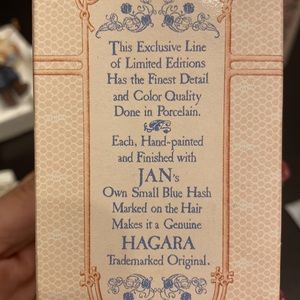 This Exclusive Line
of Limited Editions
Has the Finest Detail
and Color Quality
Done in Porcelain.
Each, Hand-painted
and Finished with
JAN's
Own Small Blue Hash
Marked on the Hair
Makes it a Genuine
HAGARA
Trademarked Original.